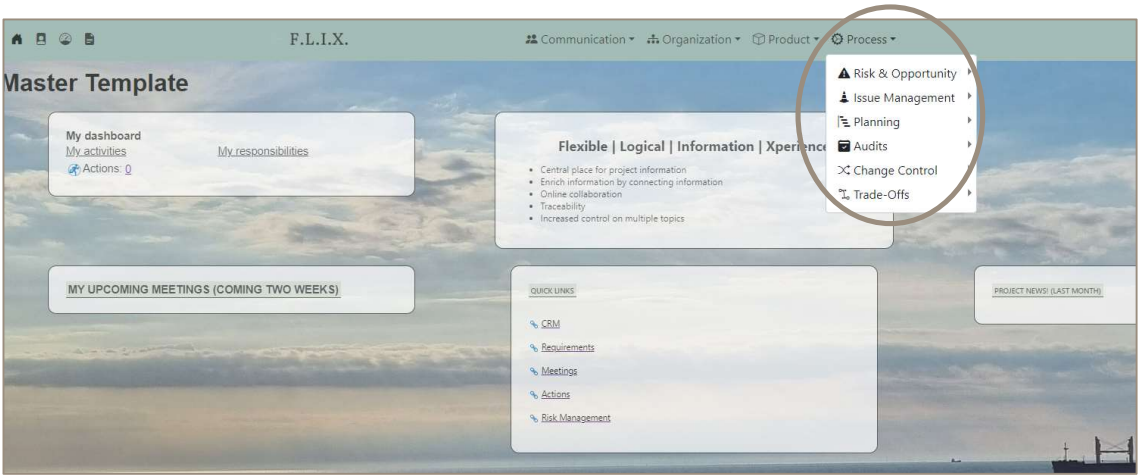 F.L.I.X.
Communication
Organization
Product
Process
Risk & Opportunity
Issue Management
Planning
Audits
Change Control
Trade-Offs
Master Template
My dashboard
My activities
My responsibilities
Actions: 0
Flexible | Logical | Information | Xperience
Central place for project information
Enrich information by connecting information
Online collaboration
Traceability
Increased control on multiple topics
MY UPCOMING MEETINGS (COMING TWO WEEKS)
QUICK LINKS
CRM
Requirements
Meetings
Actions
Risk Management
PROJECT NEWS! (LAST MONTH)